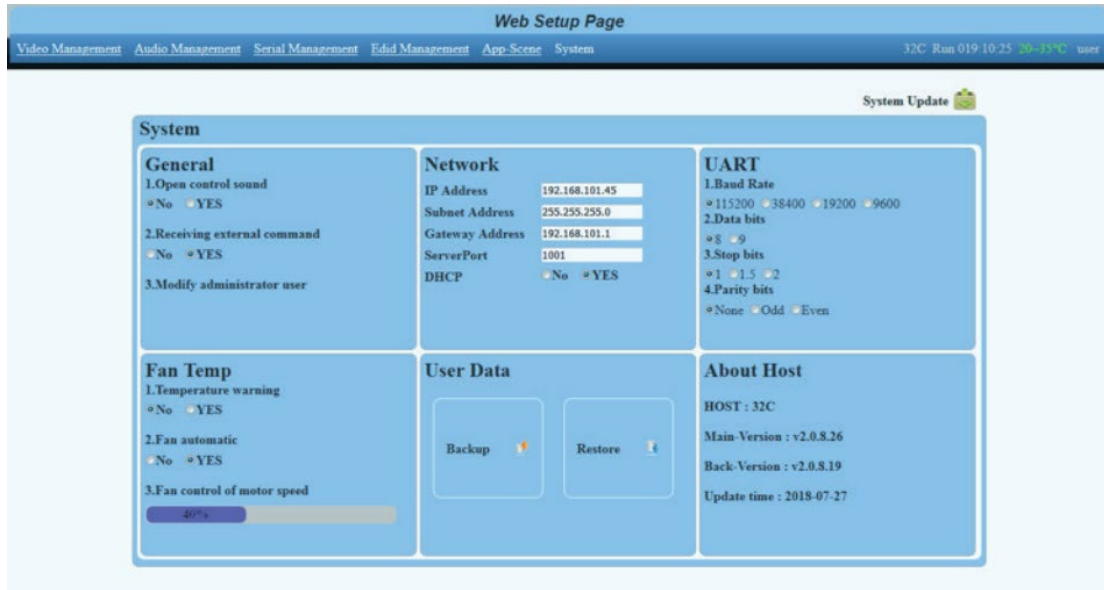 Web Setup Page
Video Management Audio Management Serial Management Edid Management App-Scene System 32C Run 019:10:25 20~35°C user
System Update
System
General
1.Open control sound
No YES
2.Receiving external command
No YES
3.Modify administrator user
Network
IP Address 192.168.101.45
Subnet Address 255.255.255.0
Gateway Address 192.168.101.1
ServerPort 1001
DHCP No YES
UART
1.Baud Rate
115200 38400 19200 9600
2.Data bits
8 9
3.Stop bits
1 1.5 2
4.Parity bits
None Odd Even
Fan Temp
1.Temperature warning
No YES
2.Fan automatic
No YES
3.Fan control of motor speed
40%
User Data
Backup Restore
About Host
HOST : 32C
Main-Version : v2.0.8.26
Back-Version : v2.0.8.19
Update time : 2018-07-27